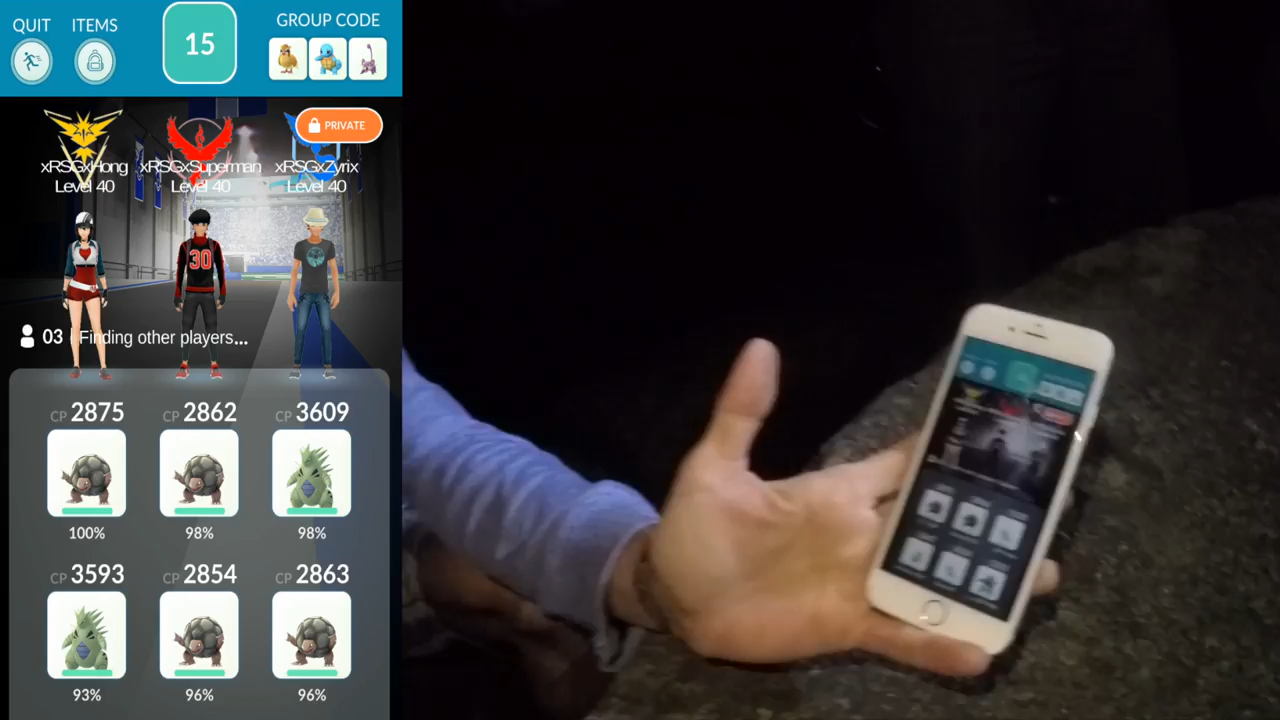 QUIT
ITEMS
15
GROUP CODE
PRIVATE
xRSGxHong
Level 40
xRSGxSuperman
Level 40
xRSGxZyrix
Level 40
30
03 | Finding other players...
CP 2875
CP 2862
CP 3609
100%
98%
98%
CP 3593
CP 2854
CP 2863
93%
96%
96%